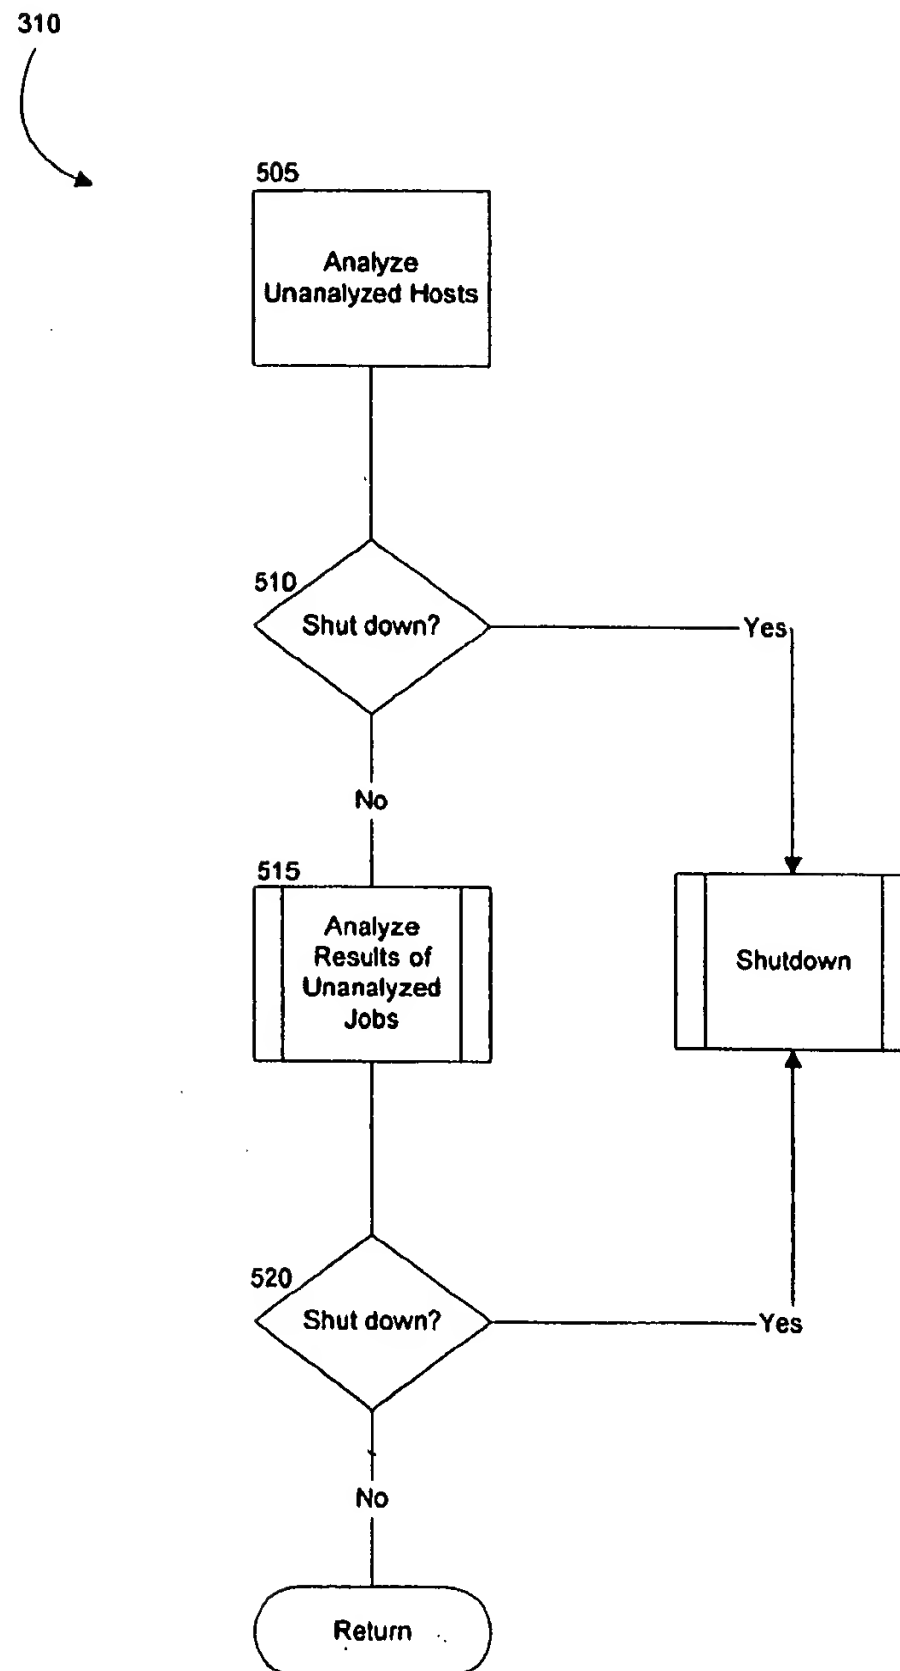 310
505
Analyze
Unanalyzed Hosts
510
Shut down?
Yes
No
515
Analyze
Results of
Unanalyzed
Jobs
Shutdown
520
Shut down?
Yes
No
Return